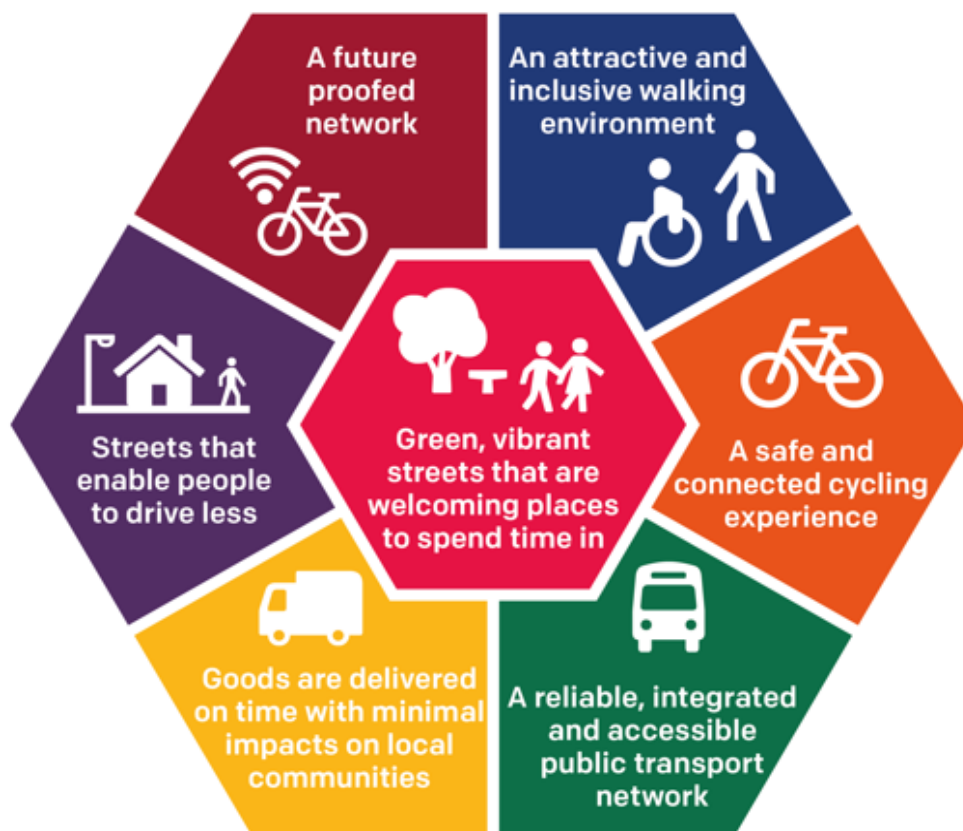 A future
proofed
network
An attractive and
inclusive walking
environment
Streets that
enable people
to drive less
Green, vibrant
streets that are
welcoming places
to spend time in
A safe and
connected cycling
experience
Goods are delivered
on time with minimal
impacts on local
communities
A reliable, integrated
and accessible
public transport
network